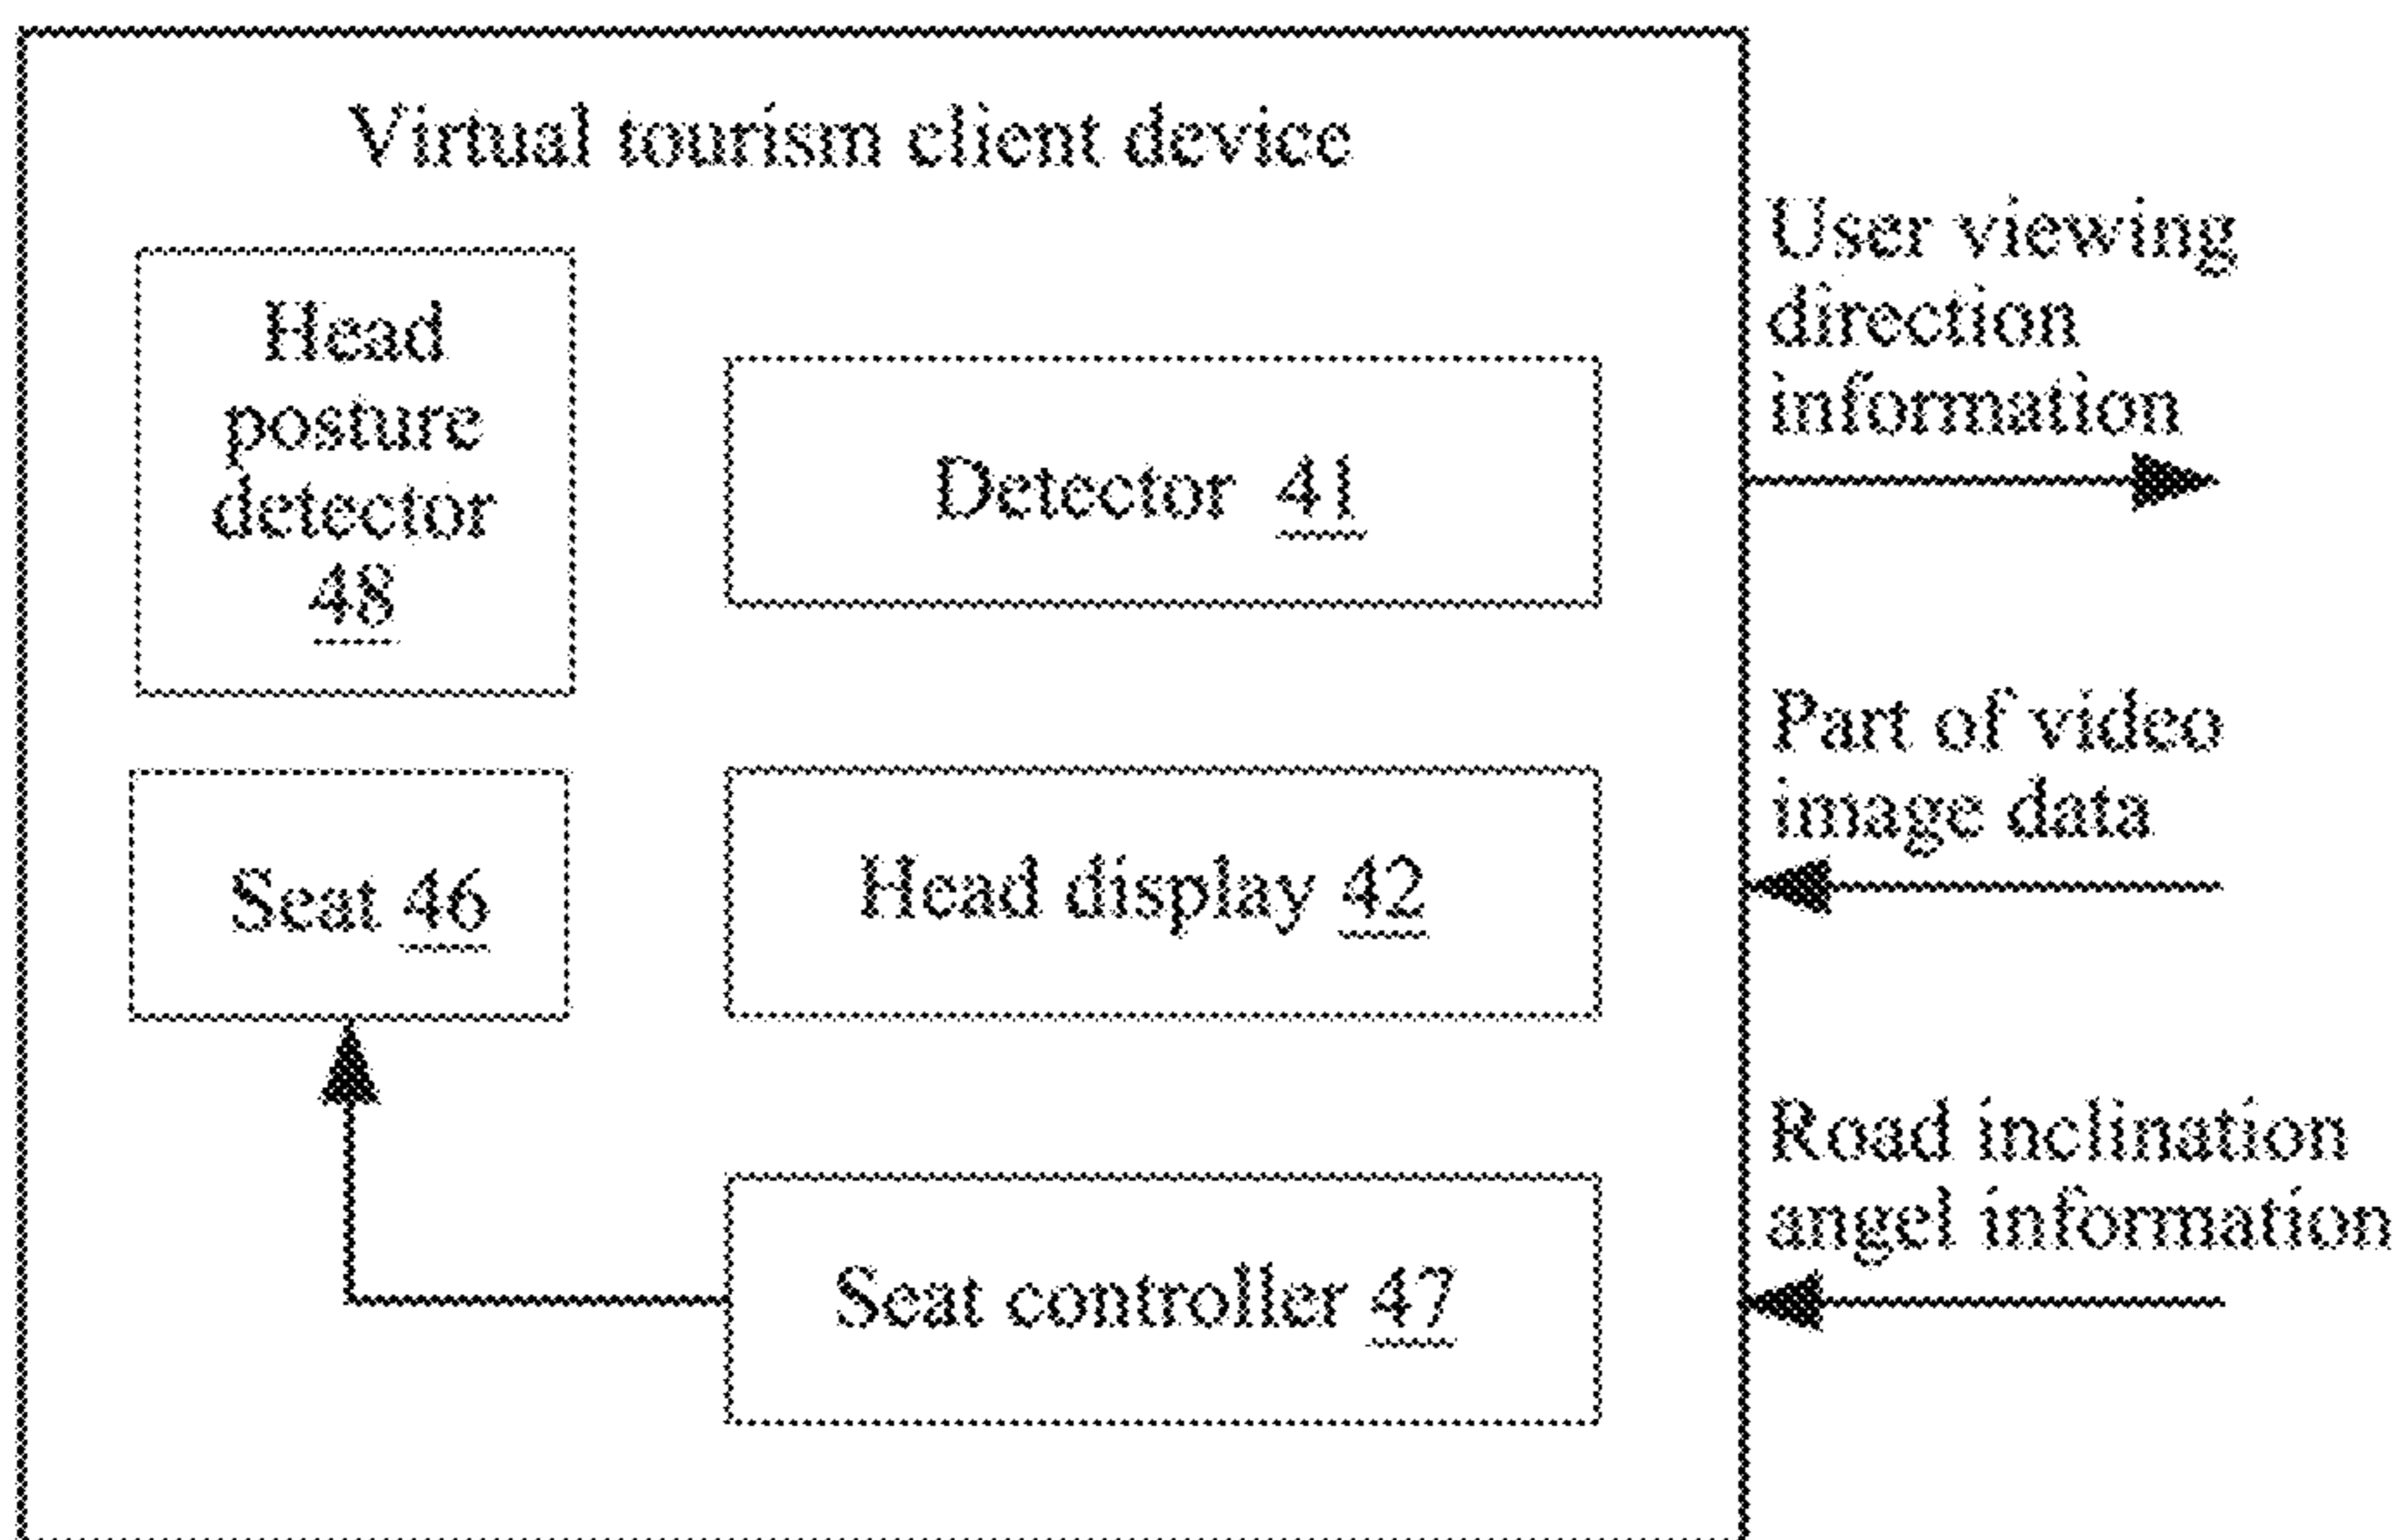 Virtual tourism client device
Head
posture
detector
48
Detector 41
User viewing
direction
information
Seat 46
Head display 42
Part of video
image data
Seat controller 47
Road inclination
angel information